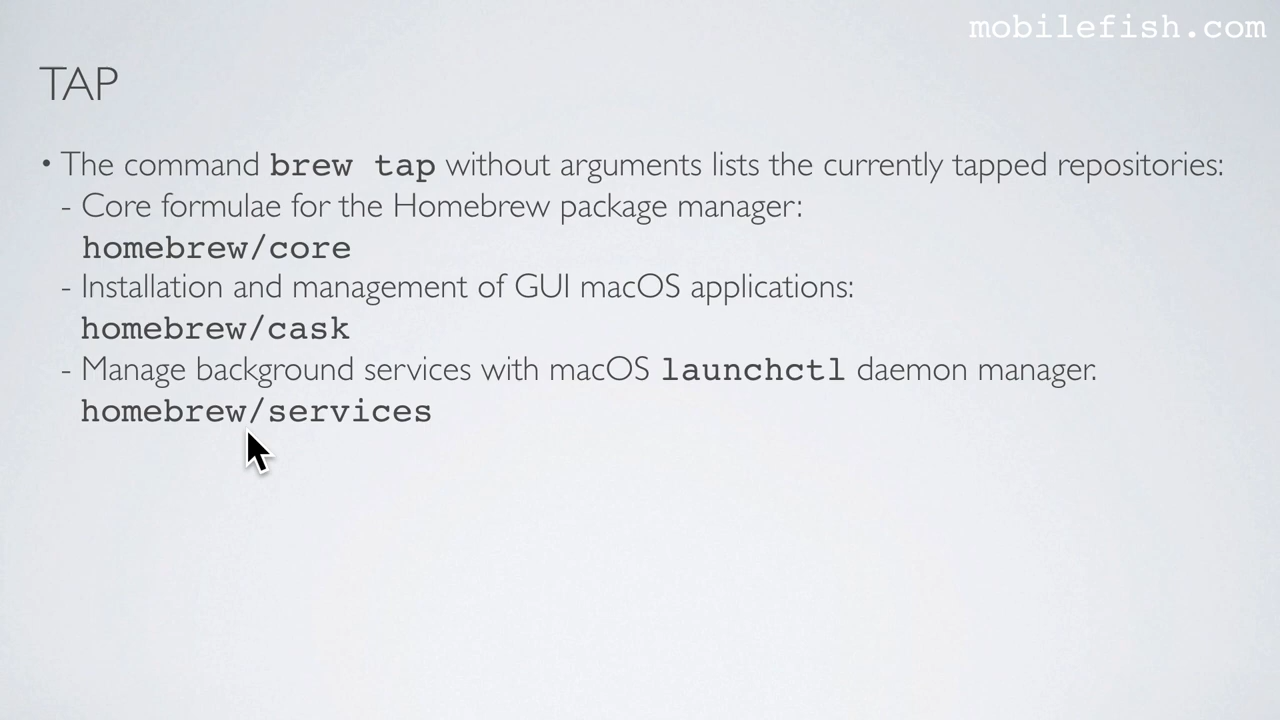 mobilefish.com
TAP
• The command brew tap without arguments lists the currently tapped repositories:
- Core formulae for the Homebrew package manager:
homebrew/core
- Installation and management of GUI macOS applications:
homebrew/cask
- Manage background services with macOS launchctl daemon manager.
homebrew/services